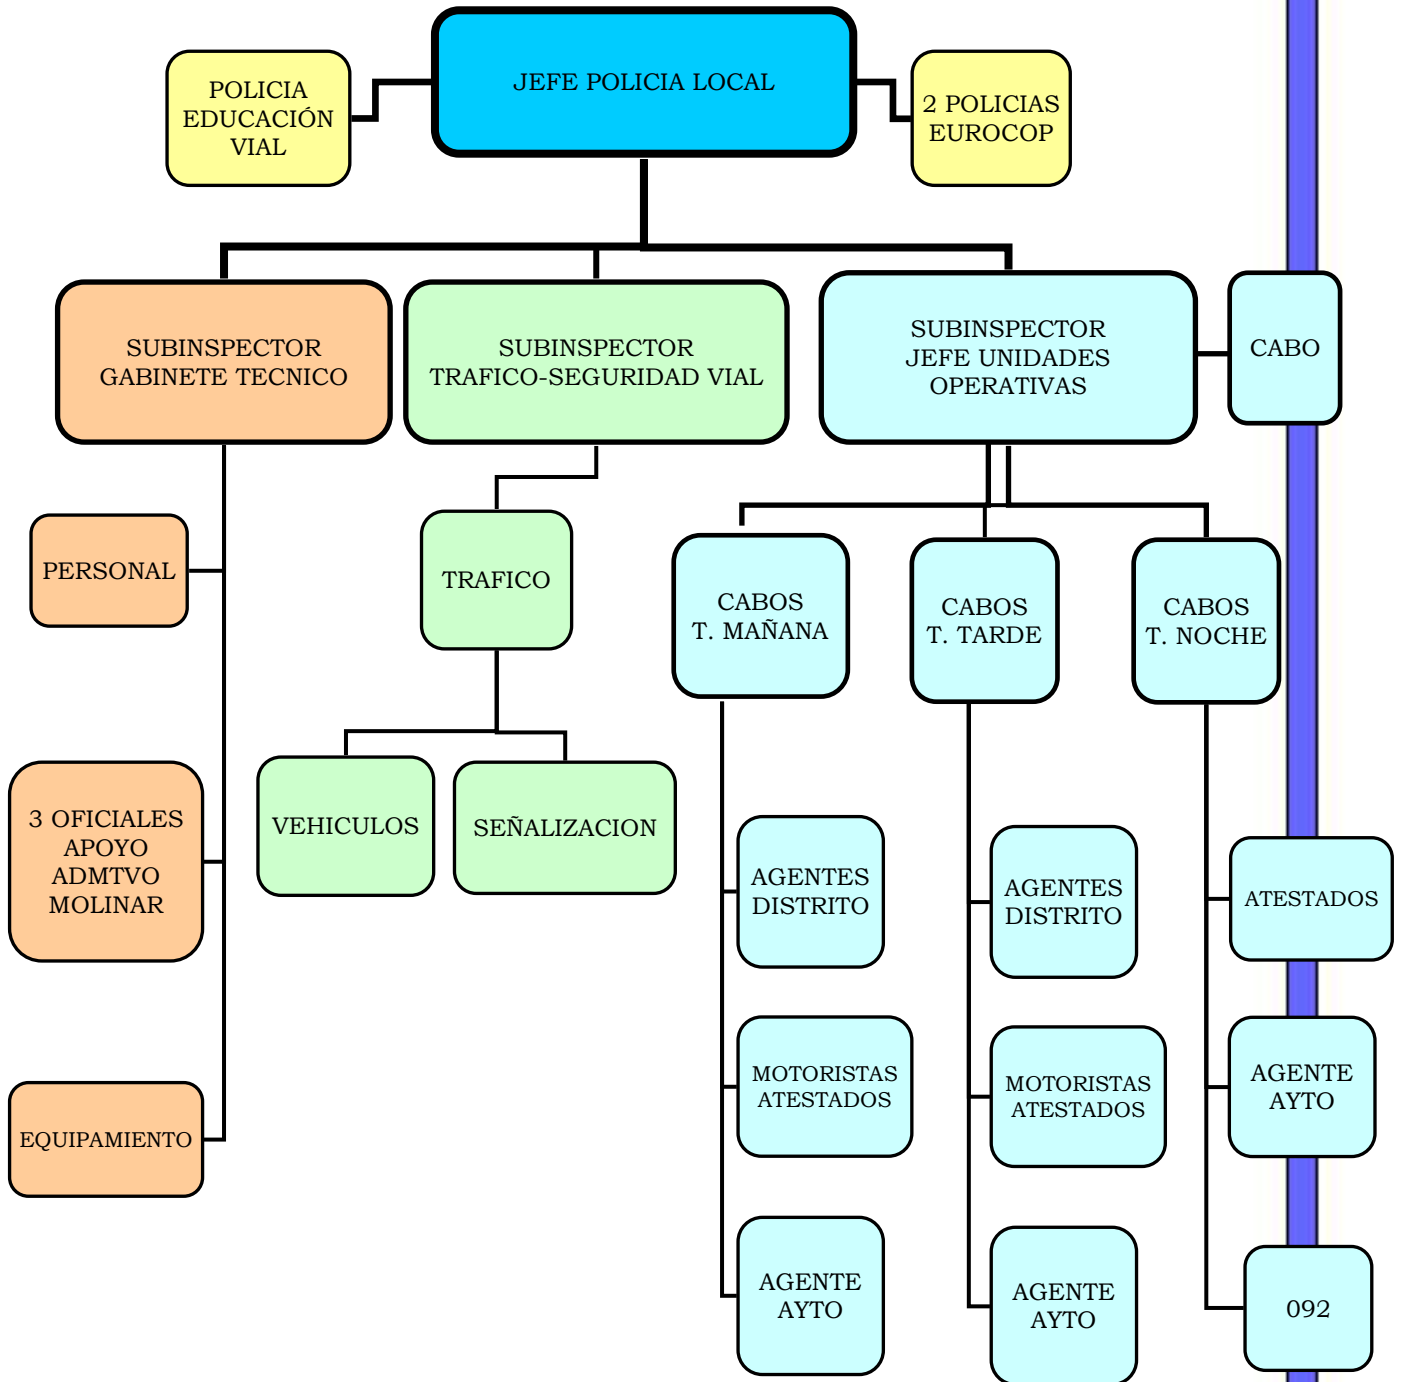 JEFE POLICIA LOCAL
POLICIA
EDUCACIÓN
VIAL
2 POLICIAS
EUROCOP
SUBINSPECTOR
GABINETE TECNICO
SUBINSPECTOR
TRAFICO-SEGURIDAD VIAL
SUBINSPECTOR
JEFE UNIDADES
OPERATIVAS
CABO
PERSONAL
TRAFICO
CABOS
T. MAÑANA
CABOS
T. TARDE
CABOS
T. NOCHE
3 OFICIALES
APOYO
ADMTVO
MOLINAR
VEHICULOS
SEÑALIZACION
AGENTES
DISTRITO
AGENTES
DISTRITO
ATESTADOS
MOTORISTAS
ATESTADOS
MOTORISTAS
ATESTADOS
AGENTE
AYTO
EQUIPAMIENTO
AGENTE
AYTO
AGENTE
AYTO
092